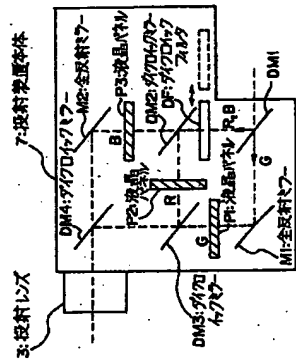 7:投射装置本体
3:投射レンズ
DM4:ダイクロイックミラー
M2:全反射ミラー
P3:液晶パネル
DM2:ダイクロイックミラー
DF:ダイクロイック
フィルタ
B
P2:液晶
パネル
R
R,B
DM1
G
G
P1:液晶パネル
M1:全反射ミラー
DM3:ダイクロ
イックミラー